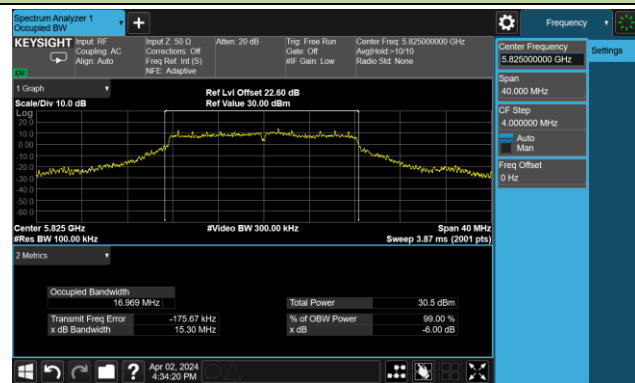 Spectrum Analyzer 1
Occupied BW
Frequency
KEYSIGHT
Input: RF
Coupling: AC
Align: Auto
Input Z: 50 Ω
Corrections: Off
Freq Ref: Int (S)
NFE: Adaptive
Atten: 20 dB
Trig: Free Run
Gate: Off
#IF Gain: Low
Center Freq: 5.825000000 GHz
Avg|Hold:>10/10
Radio Std: None
Center Frequency
5.825000000 GHz
Settings
Span
40.000 MHz
CF Step
4.000000 MHz
Auto
Man
Freq Offset
0 Hz
1 Graph
Scale/Div 10.0 dB
Ref Lvl Offset 22.60 dB
Ref Value 30.00 dBm
Log
20.0
10.0
0.00
-10.0
-20.0
-30.0
-40.0
-50.0
-60.0
Center 5.825 GHz
#Res BW 100.00 kHz
#Video BW 300.00 kHz
Span 40 MHz
Sweep 3.87 ms (2001 pts)
2 Metrics
Occupied Bandwidth
16.969 MHz
Total Power 30.5 dBm
Transmit Freq Error -175.67 kHz
% of OBW Power 99.00 %
x dB Bandwidth 15.30 MHz
x dB -6.00 dB
Apr 02, 2024
4:34:20 PM